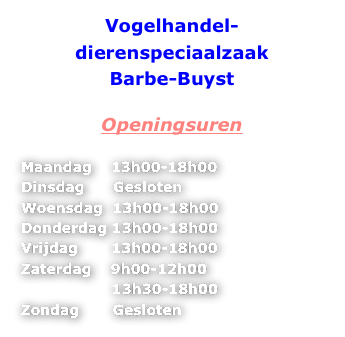 Vogelhandel-
dierenspeciaalzaak
Barbe-Buyst
Openingsuren
Maandag 13h00-18h00
Dinsdag Gesloten
Woensdag 13h00-18h00
Donderdag 13h00-18h00
Vrijdag 13h00-18h00
Zaterdag 9h00-12h00
13h30-18h00
Zondag Gesloten